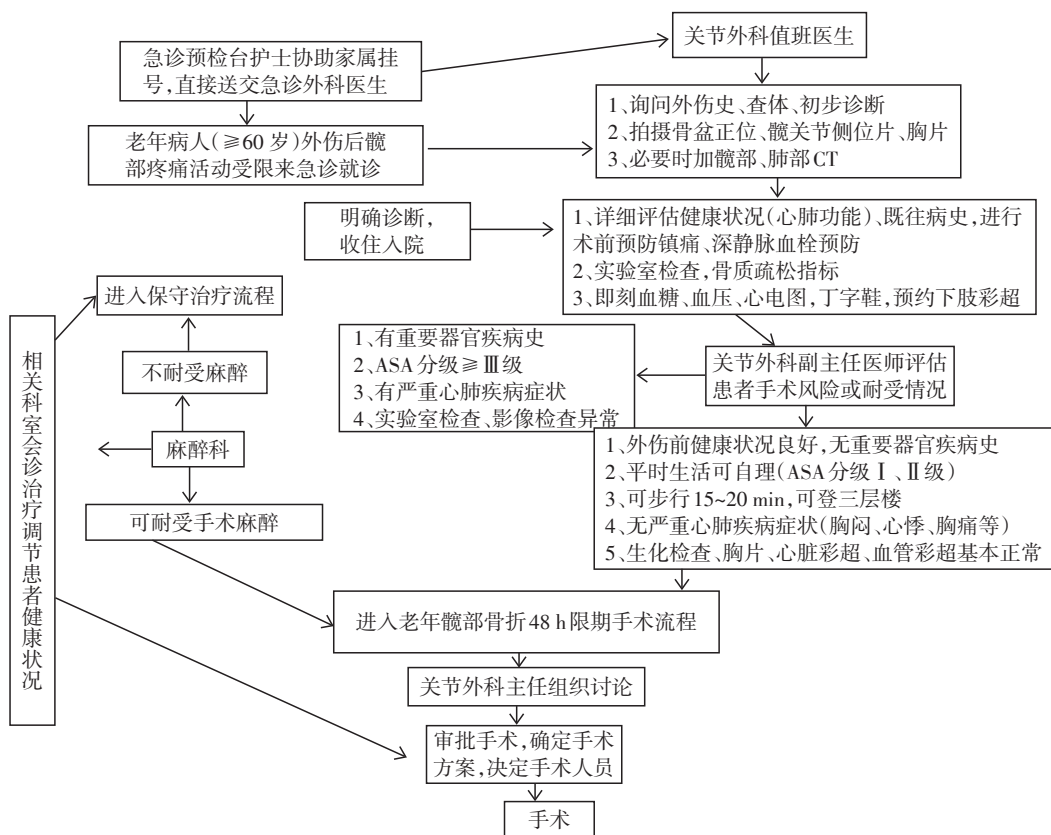 关节外科值班医生
急诊预检台护士协助家属挂
号,直接送交急诊外科医生
1、询问外伤史、查体、初步诊断
2、拍摄骨盆正位、髋关节侧位片、胸片
3、必要时加髋部、肺部CT
老年病人(≧60 岁)外伤后髋
部疼痛活动受限来急诊就诊
明确诊断,
收住入院
1、详细评估健康状况(心肺功能)、既往病史,进行
术前预防镇痛、深静脉血栓预防
2、实验室检查,骨质疏松指标
3、即刻血糖、血压、心电图,丁字鞋,预约下肢彩超
进入保守治疗流程
相关科室会诊治疗调节患者健康状况
不耐受麻醉
麻醉科
可耐受手术麻醉
1、有重要器官疾病史
2、ASA 分级≧Ⅲ级
3、有严重心肺疾病症状
4、实验室检查、影像检查异常
关节外科副主任医师评估
患者手术风险或耐受情况
1、外伤前健康状况良好,无重要器官疾病史
2、平时生活可自理(ASA 分级Ⅰ、Ⅱ级)
3、可步行 15~20 min,可登三层楼
4、无严重心肺疾病症状(胸闷、心悸、胸痛等)
5、生化检查、胸片、心脏彩超、血管彩超基本正常
进入老年髋部骨折 48 h 限期手术流程
关节外科主任组织讨论
审批手术,确定手术
方案,决定手术人员
手术